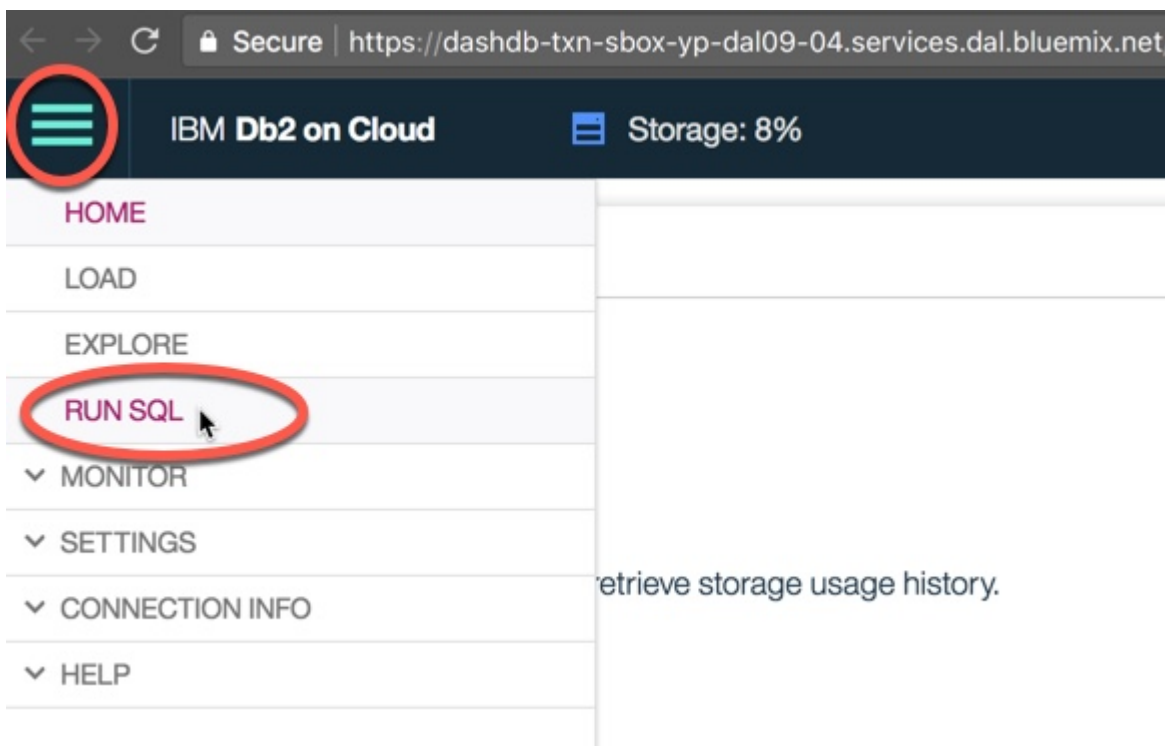 Secure | https://dashdb-txn-sbox-yp-dal09-04.services.dal.bluemix.net
IBM Db2 on Cloud Storage: 8%
HOME
LOAD
EXPLORE
RUN SQL
MONITOR
SETTINGS
retrieve storage usage history.
CONNECTION INFO
HELP